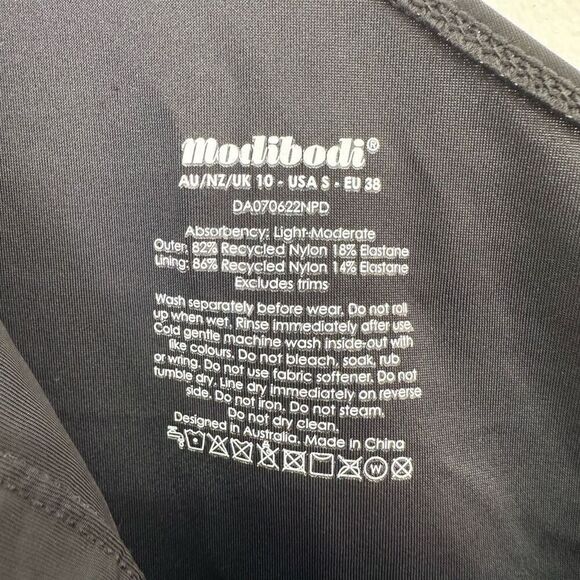 modibodi®
AU/NZ/UK 10 - USA S - EU 38
DA070622NPD
Absorbency: Light-Moderate
Outer: 82% Recycled Nylon 18% Elastane
Lining: 86% Recycled Nylon 14% Elastane
Excludes trims
Wash separately before wear. Do not roll
up when wet. Rinse immediately after use.
Cold gentle machine wash inside-out with
like colours. Do not bleach, soak, rub
or wring. Do not use fabric softener. Do not
tumble dry. Line dry immediately on reverse
side. Do not iron. Do not steam.
Do not dry clean.
Designed in Australia. Made in China
W